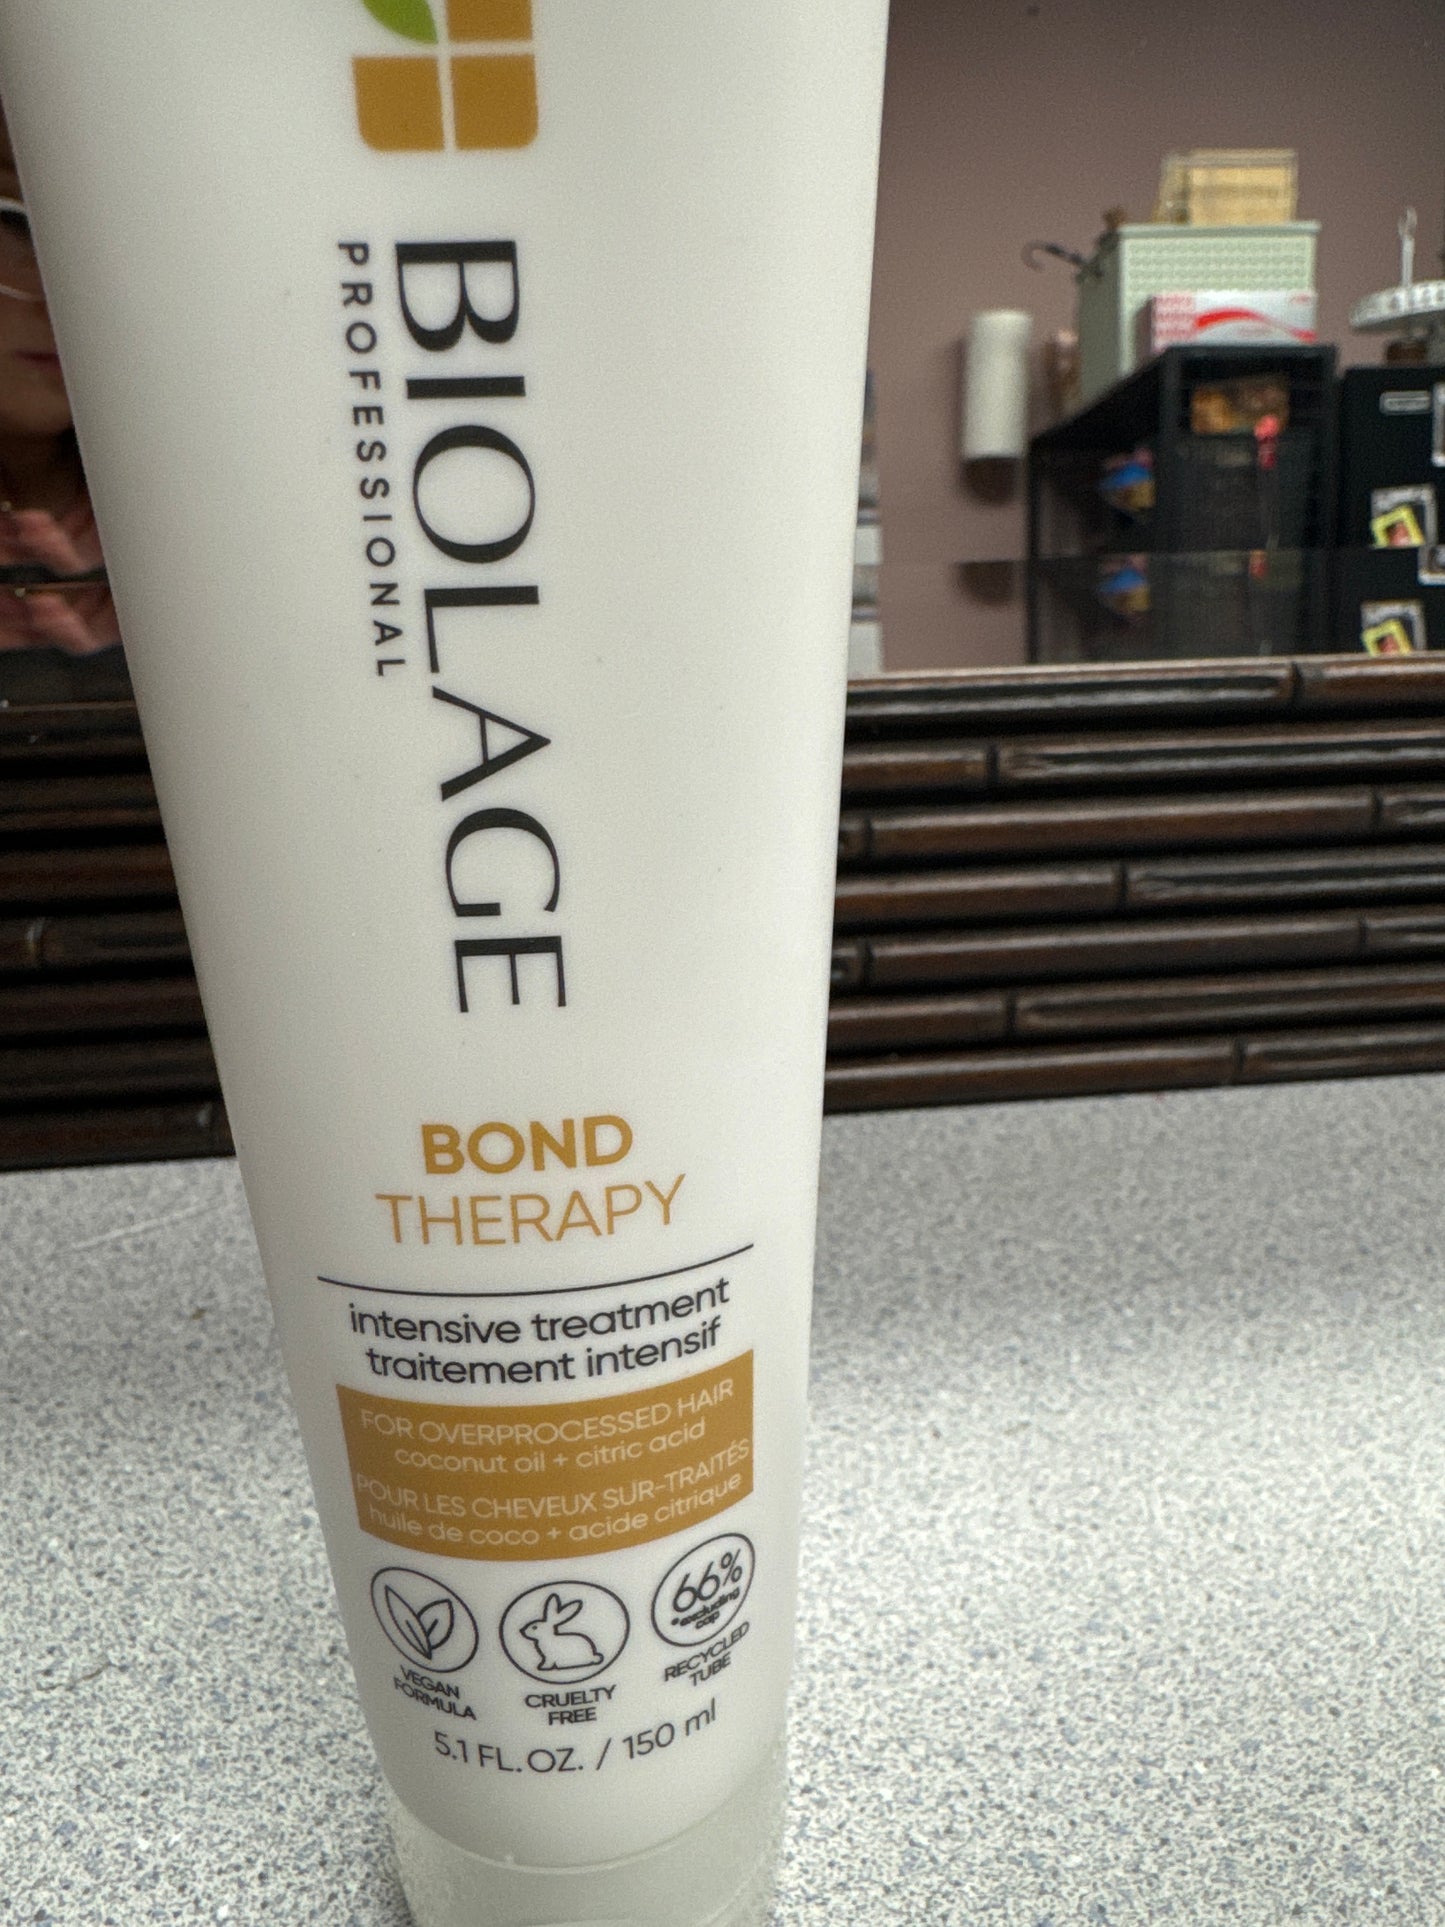 BIOLAGE
PROFESSIONAL
BOND
THERAPY
intensive treatment
traitement intensif
FOR OVERPROCESSED HAIR
coconut oil + citric acid
POUR LES CHEVEUX SUR-TRAITÉS
huile de coco + acide citrique
VEGAN
FORMULA
CRUELTY
FREE
66%
*excluding
cap
RECYCLED
TUBE
5.1 FL. OZ. / 150 ml